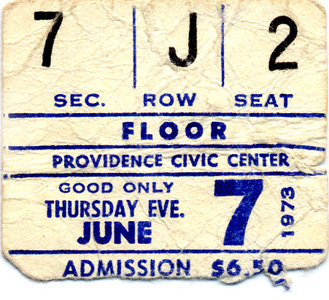 7 J 2
SEC. ROW SEAT
FLOOR
PROVIDENCE CIVIC CENTER
GOOD ONLY
THURSDAY EVE.
JUNE 7 1973
ADMISSION $6.50